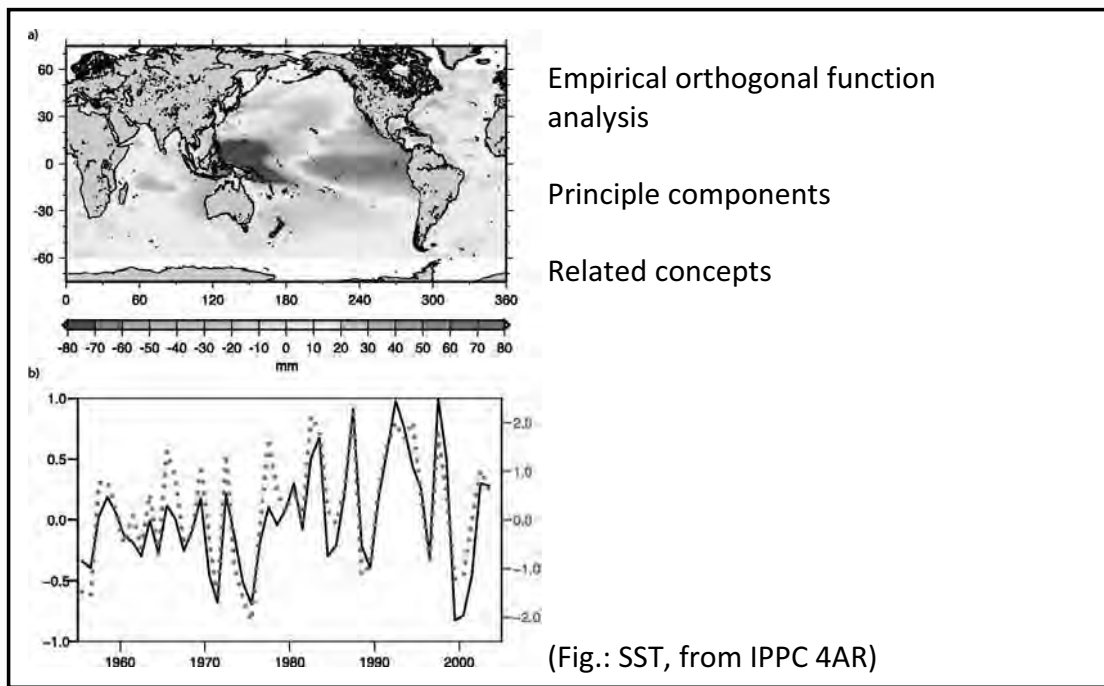 a)
60
30
0
-30
-60
0 60 120 180 240 300 360
-80 -70 -60 -50 -40 -30 -20 -10 0 10 20 30 40 50 60 70 80
mm
b)
1.0
0.5
0.0
-0.5
-1.0
2.0
1.0
0.0
-1.0
-2.0
1960 1970 1980 1990 2000
Empirical orthogonal function
analysis
Principle components
Related concepts
(Fig.: SST, from IPPC 4AR)